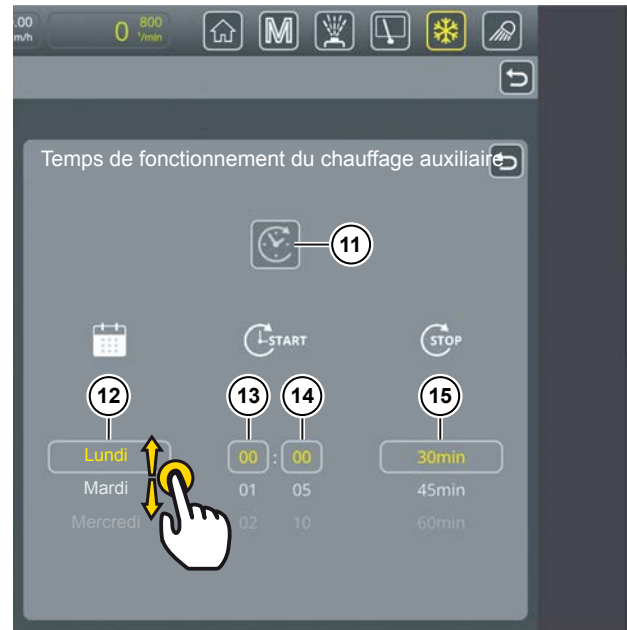 .00 0 800 M
m/h 1/min
Temps de fonctionnement du chauffage auxiliaire
11
START STOP
12 13 14 15
Lundi 00 : 00 30min
Mardi 01 05 45min
Mercredi 02 10 60min